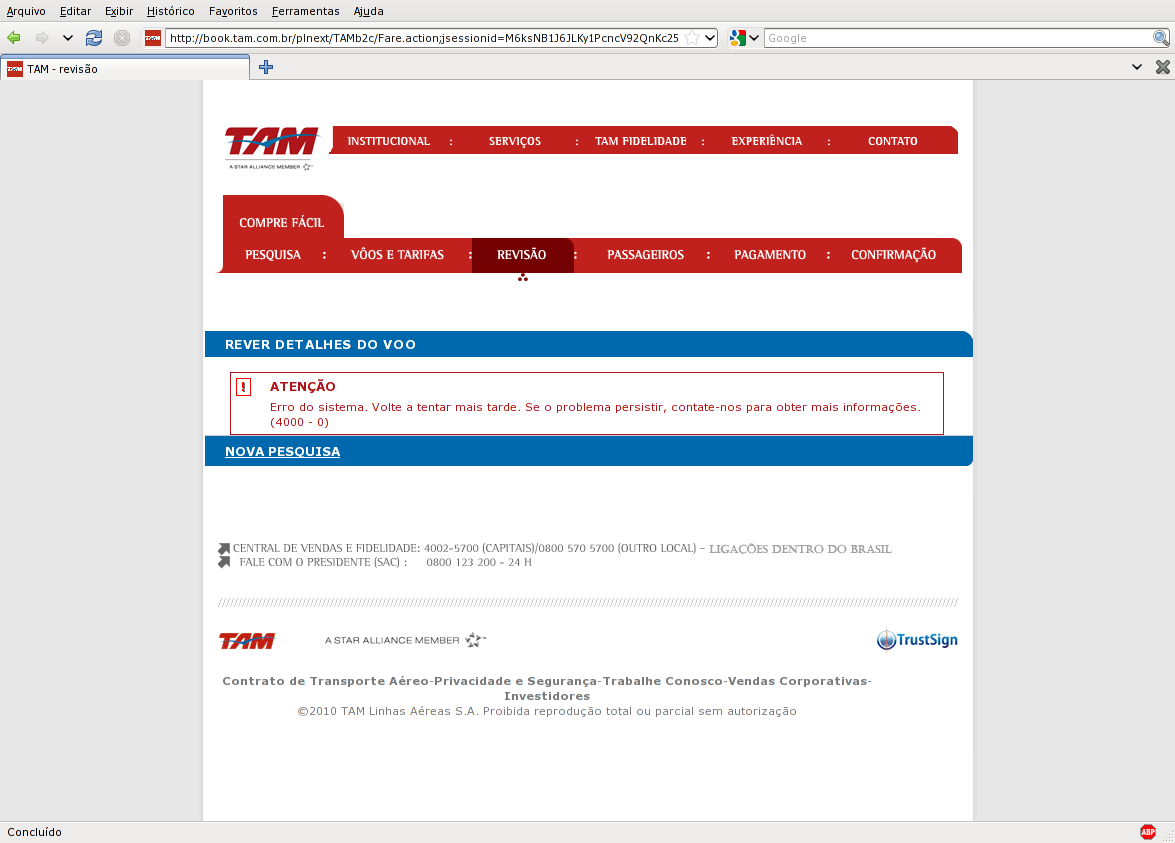 Arquivo Editar Exibir Histórico Favoritos Ferramentas Ajuda
TAM http://book.tam.com.br/plnext/TAMb2c/Fare.action;jsessionid=M6ksNB1J6JLKy1PcncV92QnKc25 Google
TAM TAM - revisão
TAM
A STAR ALLIANCE MEMBER
INSTITUCIONAL : SERVIÇOS : TAM FIDELIDADE : EXPERIÊNCIA : CONTATO
COMPRE FÁCIL
PESQUISA : VÔOS E TARIFAS : REVISÃO : PASSAGEIROS : PAGAMENTO : CONFIRMAÇÃO
REVER DETALHES DO VOO
! ATENÇÃO
Erro do sistema. Volte a tentar mais tarde. Se o problema persistir, contate-nos para obter mais informações.
(4000 - 0)
NOVA PESQUISA
CENTRAL DE VENDAS E FIDELIDADE: 4002-5700 (CAPITAIS)/0800 570 5700 (OUTRO LOCAL) - LIGAÇÕES DENTRO DO BRASIL
FALE COM O PRESIDENTE (SAC) : 0800 123 200 - 24 H
TAM A STAR ALLIANCE MEMBER TrustSign
Contrato de Transporte Aéreo-Privacidade e Segurança-Trabalhe Conosco-Vendas Corporativas-
Investidores
©2010 TAM Linhas Aéreas S.A. Proibida reprodução total ou parcial sem autorização
Concluído ABP